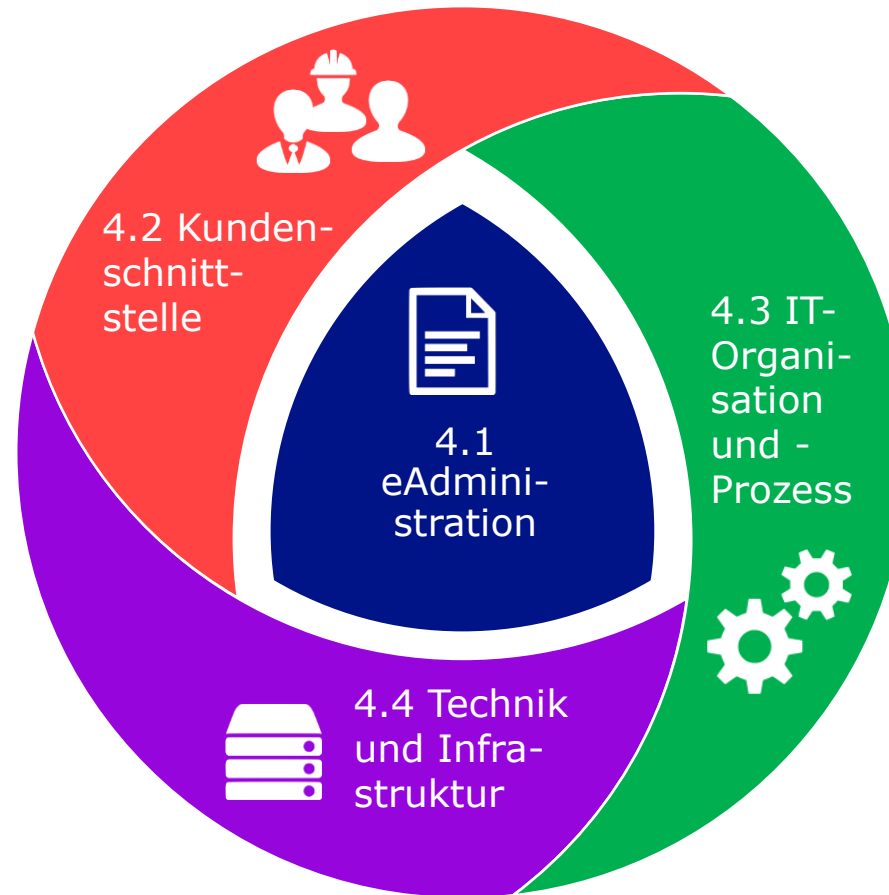 4.2 Kunden-
schnitt-
stelle
4.1
eAdmini-
stration
4.3 IT-
Organi-
sation
und -
Prozess
4.4 Technik
und Infra-
struktur